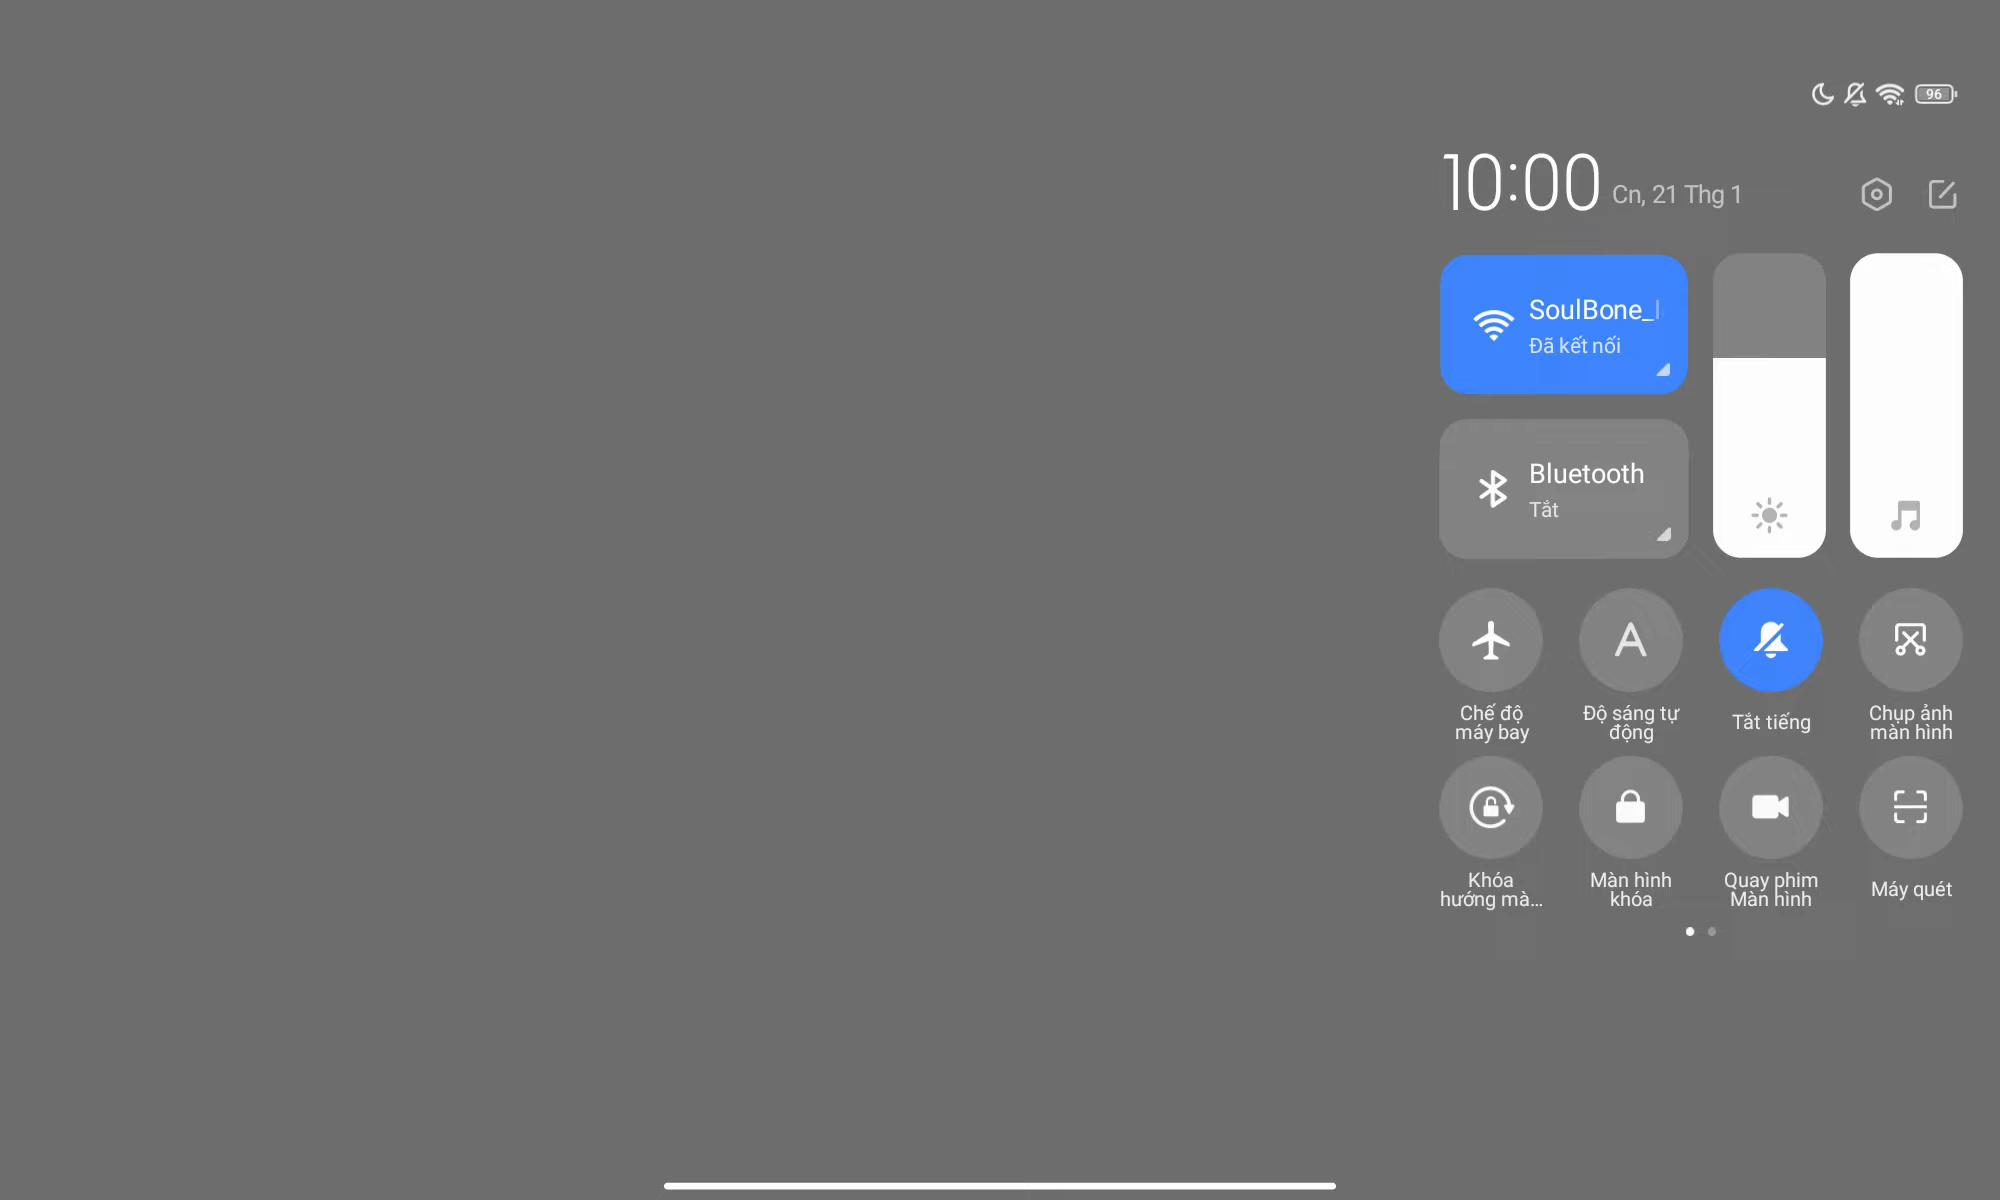 96
10:00 Cn, 21 Thg 1
SoulBone_
Đã kết nối
Bluetooth
Tắt
Chế độ
máy bay
Độ sáng tự
động
Tắt tiếng
Chụp ảnh
màn hình
Khóa
hướng mà...
Màn hình
khóa
Quay phim
Màn hình
Máy quét